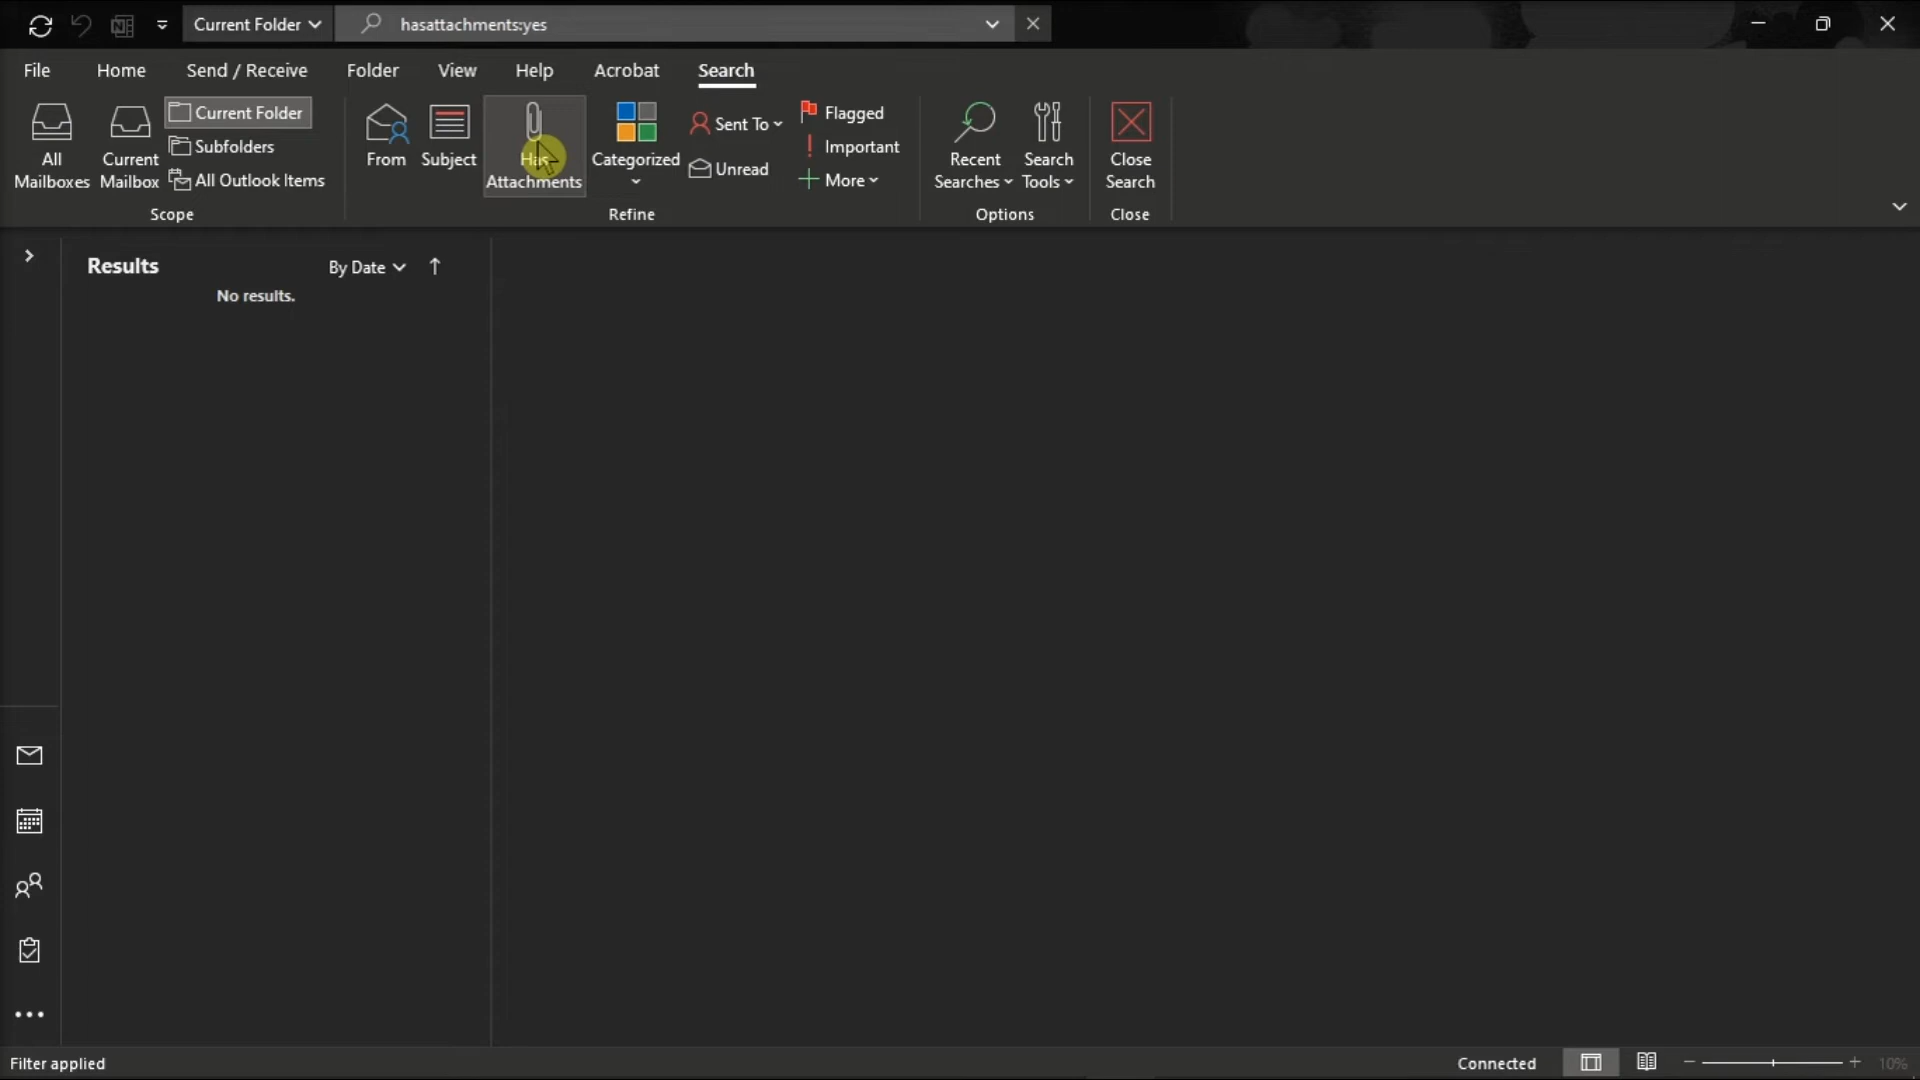 Current Folder
hasattachments:yes
File Home Send / Receive Folder View Help Acrobat Search
All Mailboxes
Current Mailbox
Current Folder
Subfolders
All Outlook Items
Scope
From
Subject
Has Attachments
Categorized
Sent To
Unread
Flagged
Important
More
Refine
Recent Searches
Search Tools
Options
Close Search
Close
Results By Date
No results.
Filter applied Connected 10%